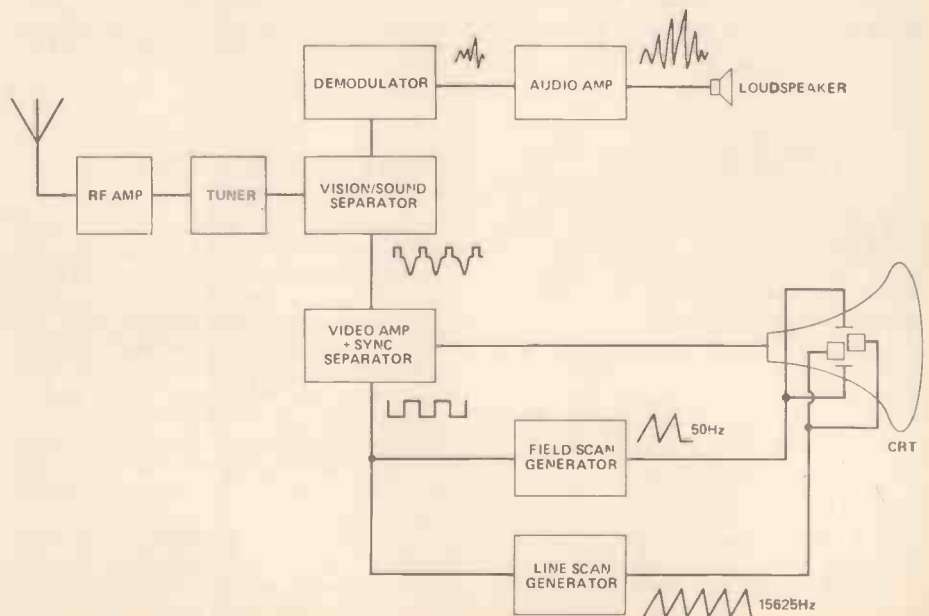 DEMODULATOR
AUDIO AMP
LOUDSPEAKER
RF AMP
TUNER
VISION/SOUND
SEPARATOR
VIDEO AMP
+ SYNC
SEPARATOR
FIELD SCAN
GENERATOR
50Hz
CRT
LINE SCAN
GENERATOR
15625Hz